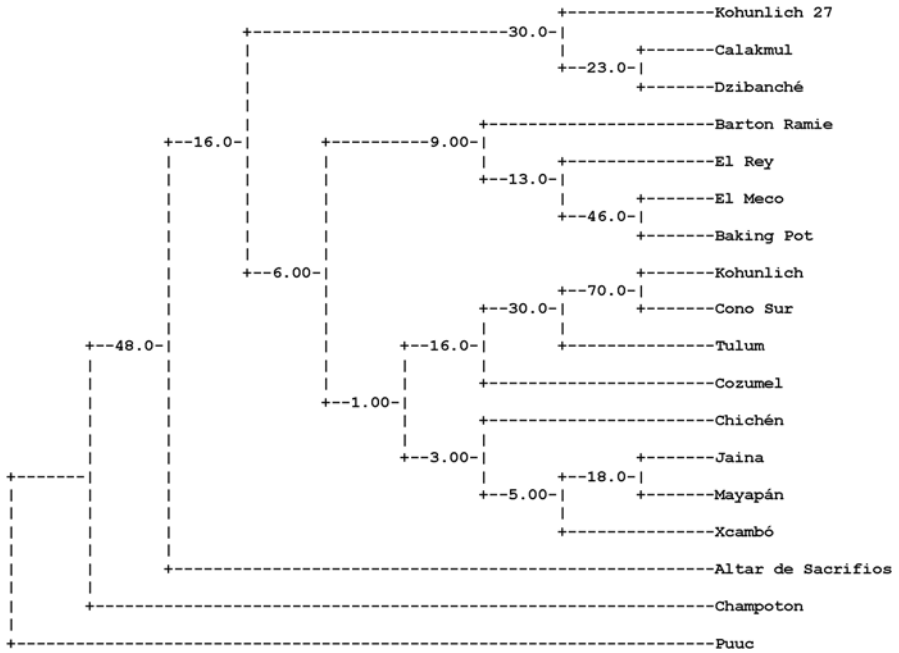 Kohunlich 27
30.0
Calakmul
23.0
Dzibanché
Barton Ramie
16.0
9.00
El Rey
13.0
El Meco
46.0
Baking Pot
6.00
Kohunlich
70.0
30.0
Cono Sur
48.0
16.0
Tulum
Cozumel
1.00
Chichén
3.00
Jaina
18.0
5.00
Mayapán
Xcambó
Altar de Sacrifios
Champoton
Puuc